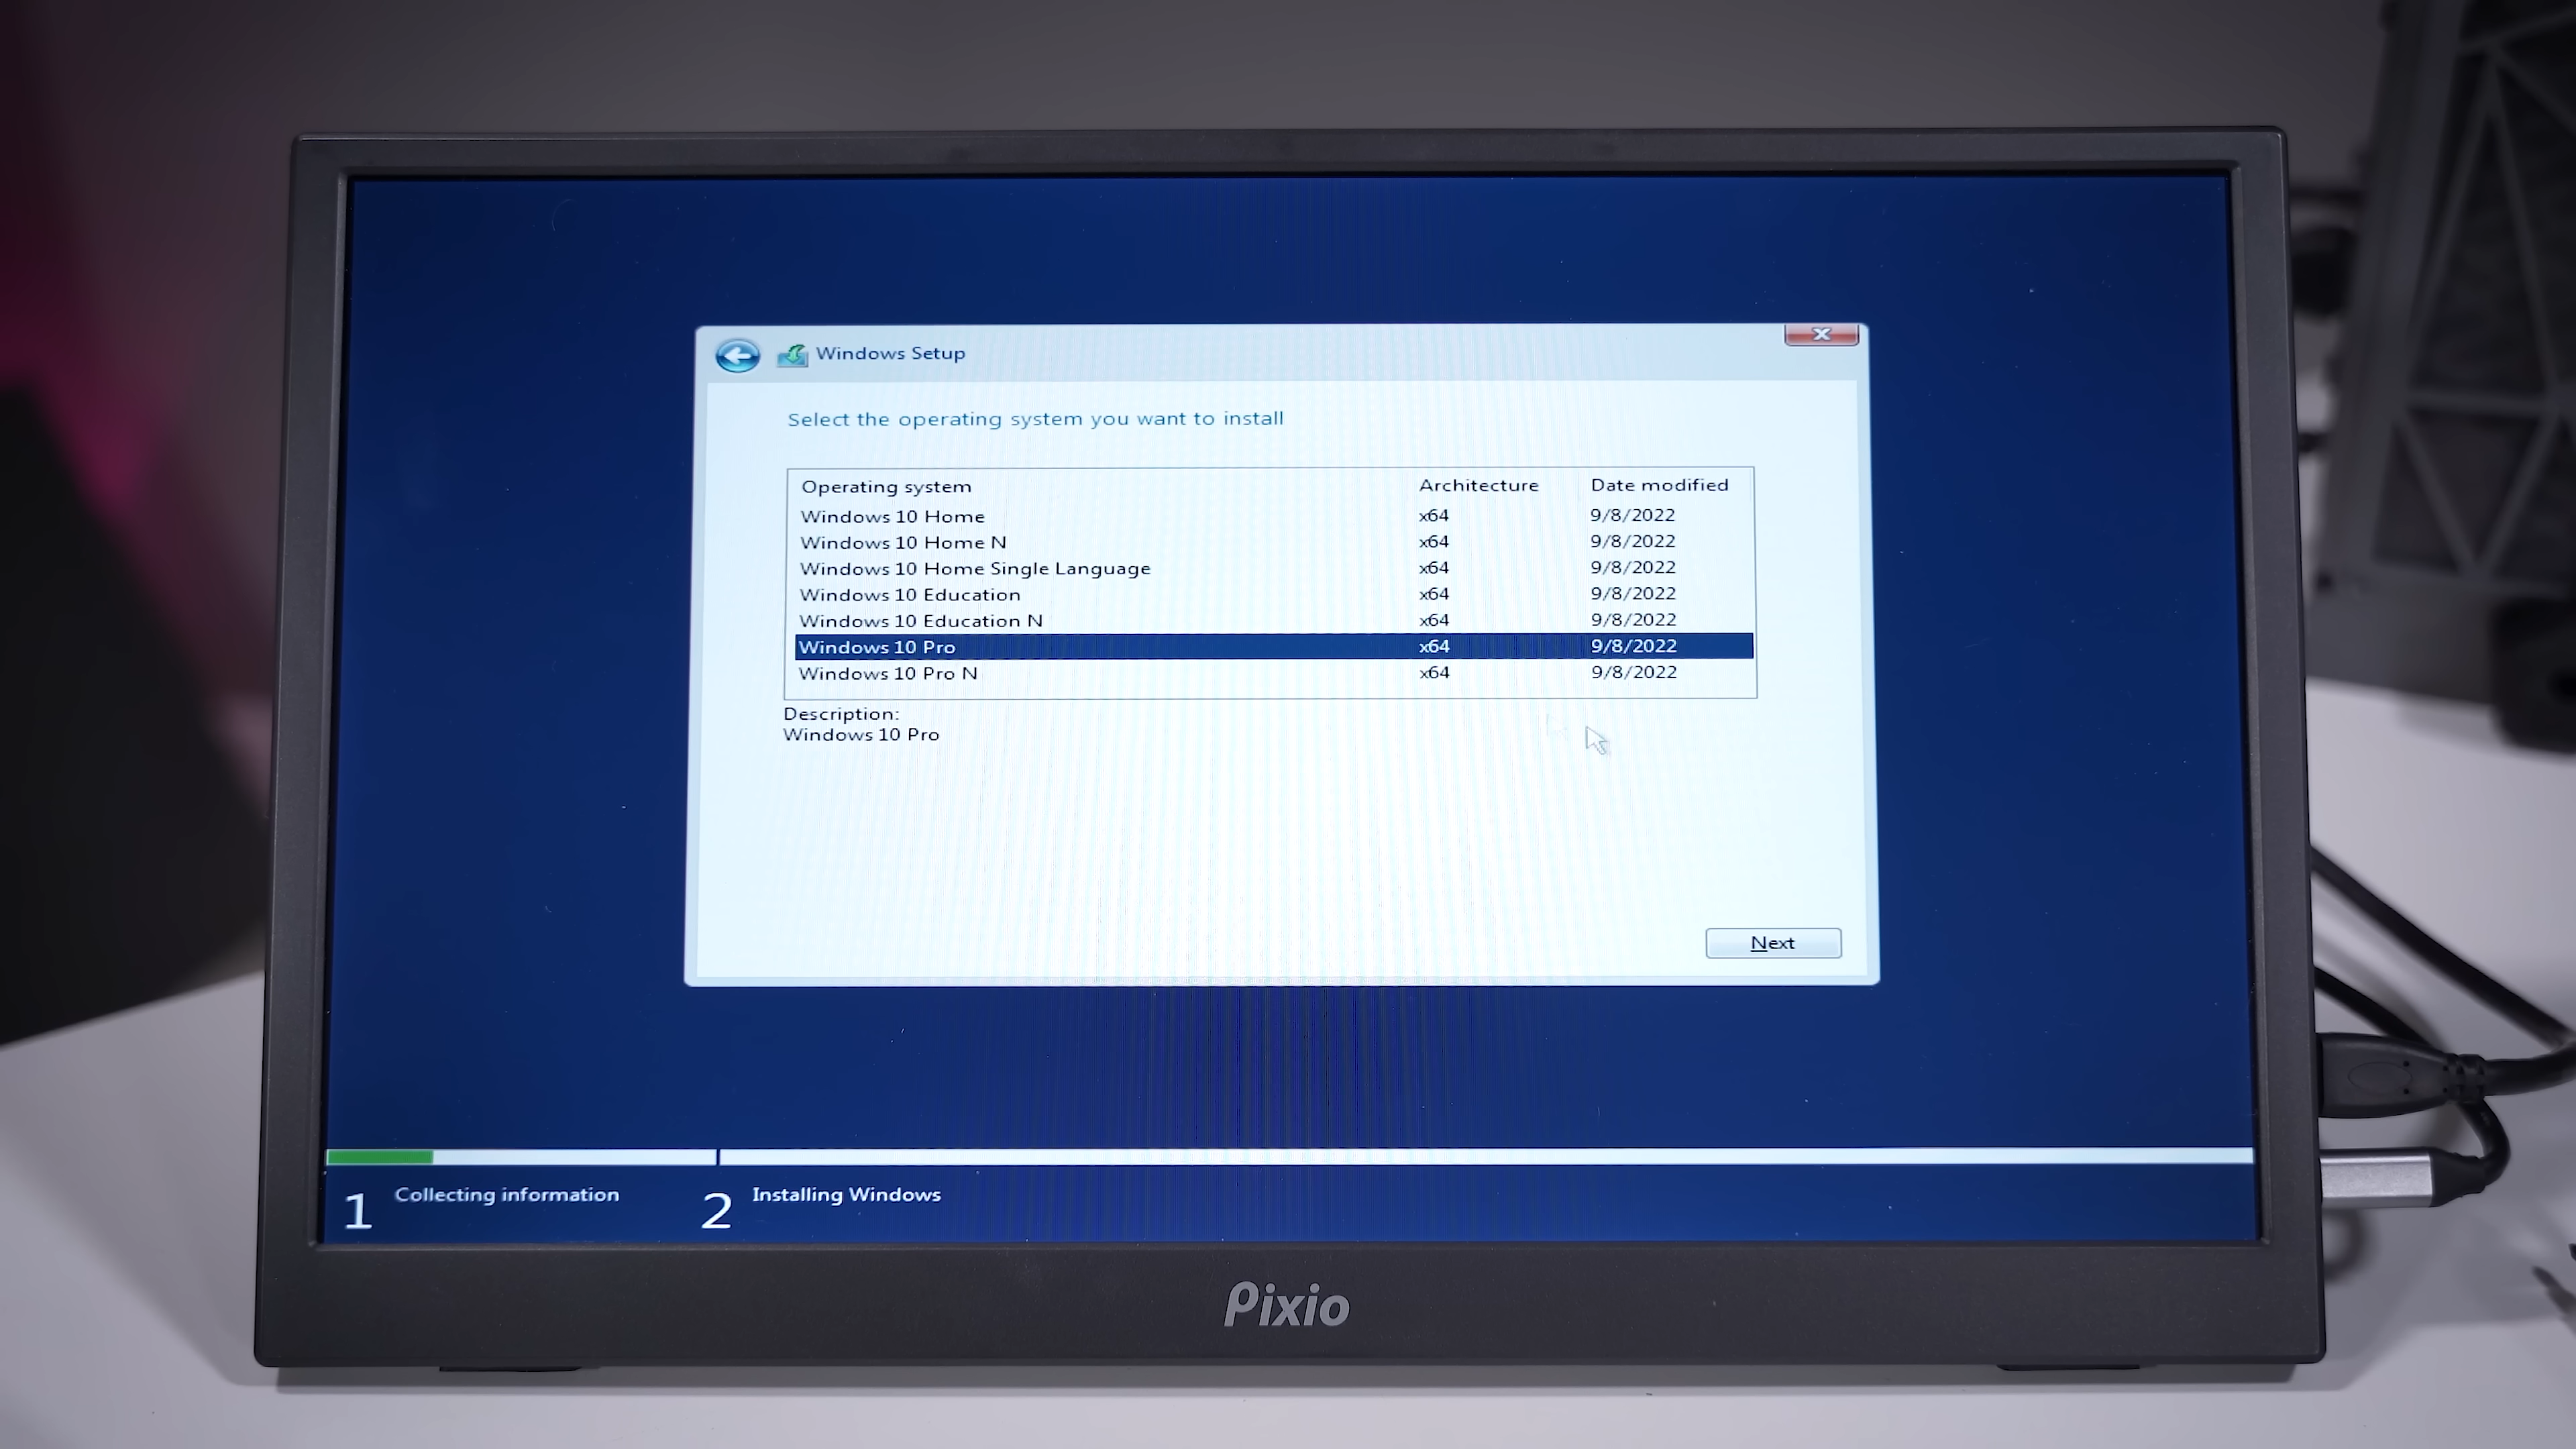 Windows Setup
x
Select the operating system you want to install
Operating system Architecture Date modified
Windows 10 Home x64 9/8/2022
Windows 10 Home N x64 9/8/2022
Windows 10 Home Single Language x64 9/8/2022
Windows 10 Education x64 9/8/2022
Windows 10 Education N x64 9/8/2022
Windows 10 Pro x64 9/8/2022
Windows 10 Pro N x64 9/8/2022
Description:
Windows 10 Pro
Next
1 Collecting information 2 Installing Windows
Pixio